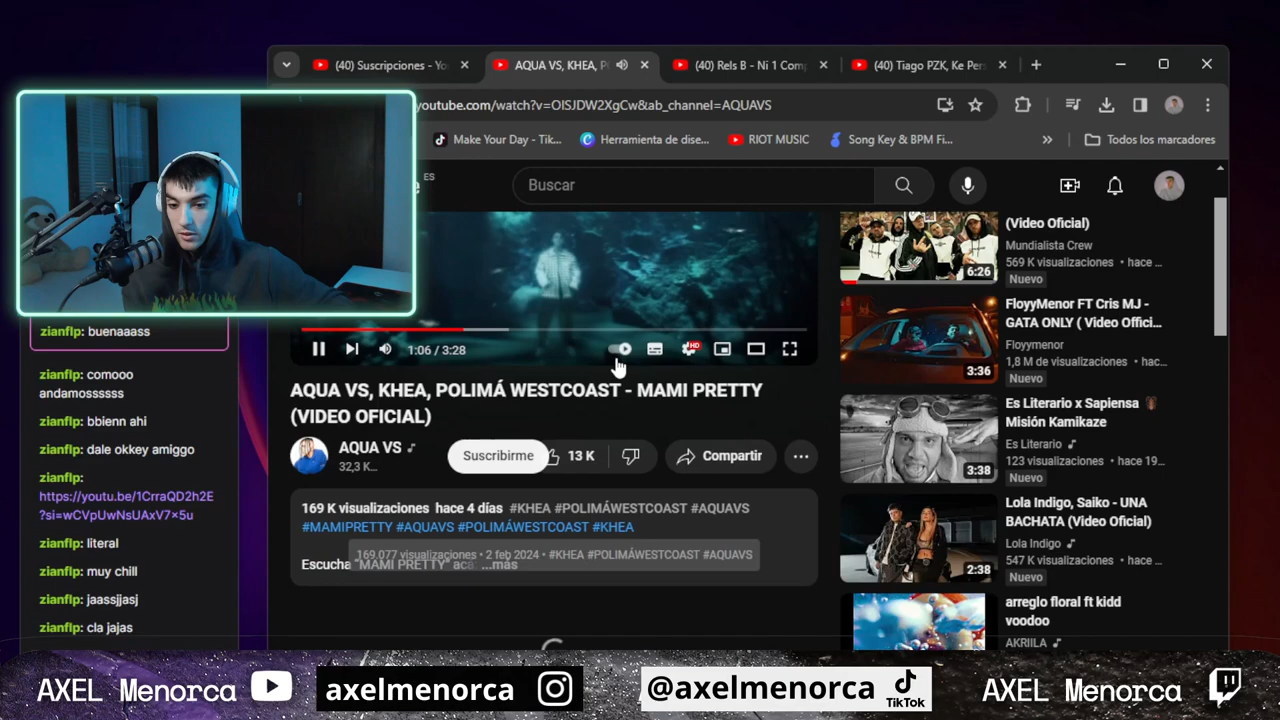 (40) Suscripciones - Yo
AQUA VS, KHEA, P
(40) Rels B - Ni 1 Com
(40) Tiago PZK, Ke Per
youtube.com/watch?v=OISJDW2XgCw&ab_channel=AQUAVS
Make Your Day - Tik...
Herramienta de dise...
RIOT MUSIC
Song Key & BPM Fi...
»
Todos los marcadores
ES
Buscar
zianflp: buenaaass
zianflp: comooo
andamossssss
zianflp: bbienn ahi
zianflp: dale okkey amiggo
zianflp:
https://youtu.be/1CrraQD2h2E
?si=wCVpUwNsUAxV7x5u
zianflp: literal
zianflp: muy chill
zianflp: jaassjjasj
zianflp: cla jajas
1:06 / 3:28
HD
AQUA VS, KHEA, POLIMÁ WESTCOAST - MAMI PRETTY
(VIDEO OFICIAL)
AQUA VS
32,3 K...
Suscribirme
13 K
Compartir
169 K visualizaciones hace 4 días #KHEA #POLIMÁWESTCOAST #AQUAVS
#MAMIPRETTY #AQUAVS #POLIMÁWESTCOAST #KHEA
169.077 visualizaciones • 2 feb 2024 • #KHEA #POLIMÁWESTCOAST #AQUAVS
Escucha "MAMI PRETTY" acá: ...más
(Video Oficial)
Mundialista Crew
569 K visualizaciones • hace ...
Nuevo
6:26
FloyyMenor FT Cris MJ -
GATA ONLY ( Video Offici...
Floyymenor
1,8 M de visualizaciones • hac...
Nuevo
3:36
Es Literario x Sapiensa
Misión Kamikaze
Es Literario
123 visualizaciones • hace 19...
Nuevo
3:38
Lola Indigo, Saiko - UNA
BACHATA (Video Oficial)
Lola Indigo
547 K visualizaciones • hace ...
Nuevo
2:38
arreglo floral ft kidd
voodoo
AKRIILA
AXEL Menorca
axelmenorca
@axelmenorca
TikTok
AXEL Menorca